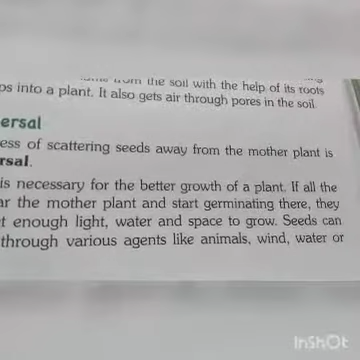 from the soil with the help of its roots
into a plant. It also gets air through pores in the soil.
ersal
ess of scattering seeds away from the mother plant is
rsal.
is necessary for the better growth of a plant. If all the
ar the mother plant and start germinating there, they
t enough light, water and space to grow. Seeds can
through various agents like animals, wind, water or
InShOt